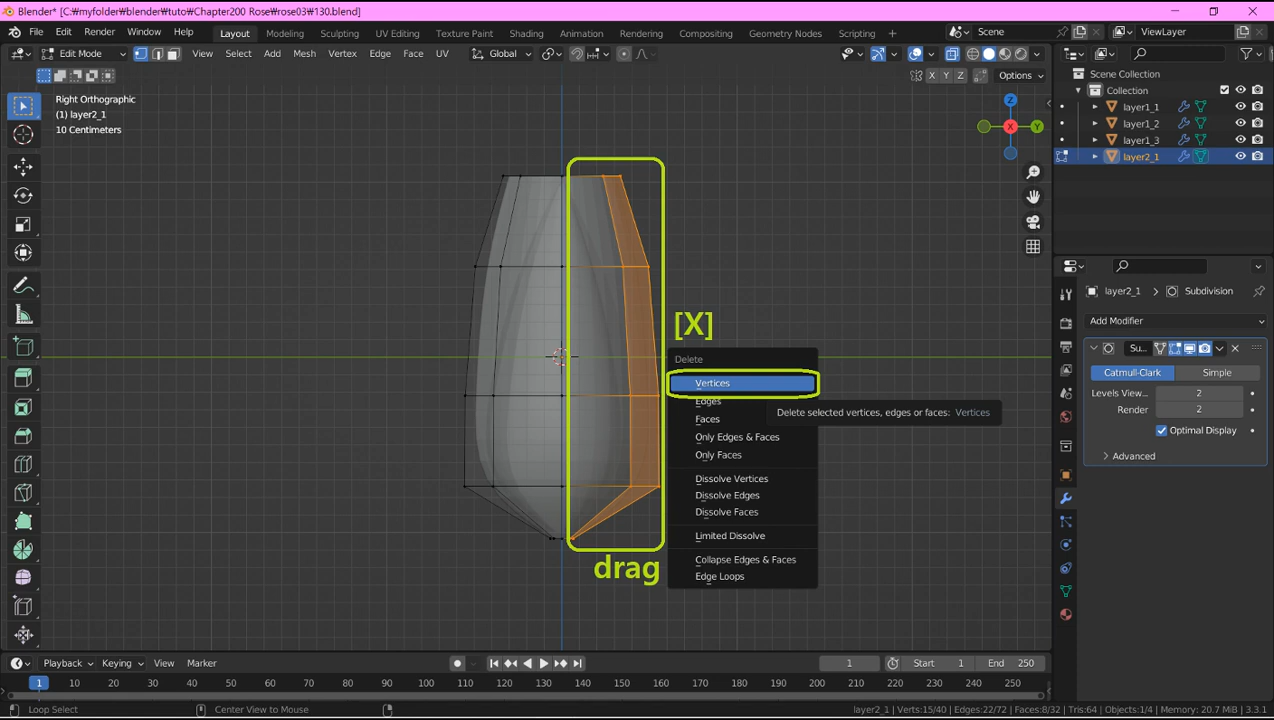 Blender* [C:₩myfolder₩blender₩tuto₩Chapter200 Rose₩rose03₩130.blend]
File Edit Render Window Help Layout Modeling Sculpting UV Editing Texture Paint Shading Animation Rendering Compositing Geometry Nodes Scripting + Scene ViewLayer
Edit Mode View Select Add Mesh Vertex Edge Face UV Global
X Y Z Options
Scene Collection
Collection
layer1_1
layer1_2
layer1_3
layer2_1
Right Orthographic
(1) layer2_1
10 Centimeters
Z
X
Y
[X]
Delete
Vertices
Edges
Delete selected vertices, edges or faces: Vertices
Faces
Only Edges & Faces
Only Faces
Dissolve Vertices
Dissolve Edges
Dissolve Faces
Limited Dissolve
Collapse Edges & Faces
Edge Loops
drag
layer2_1 > Subdivision
Add Modifier
Su...
Catmull-Clark Simple
Levels View... 2
Render 2
Optimal Display
Advanced
Playback Keying View Marker 1 Start 1 End 250
1 10 20 30 40 50 60 70 80 90 100 110 120 130 140 150 160 170 180 190 200 210 220 230 240 250
Loop Select Center View to Mouse layer2_1 | Verts:15/40 | Edges:22/72 | Faces:8/32 | Tris:64 | Objects:1/4 | Memory: 20.7 MiB | 3.3.1